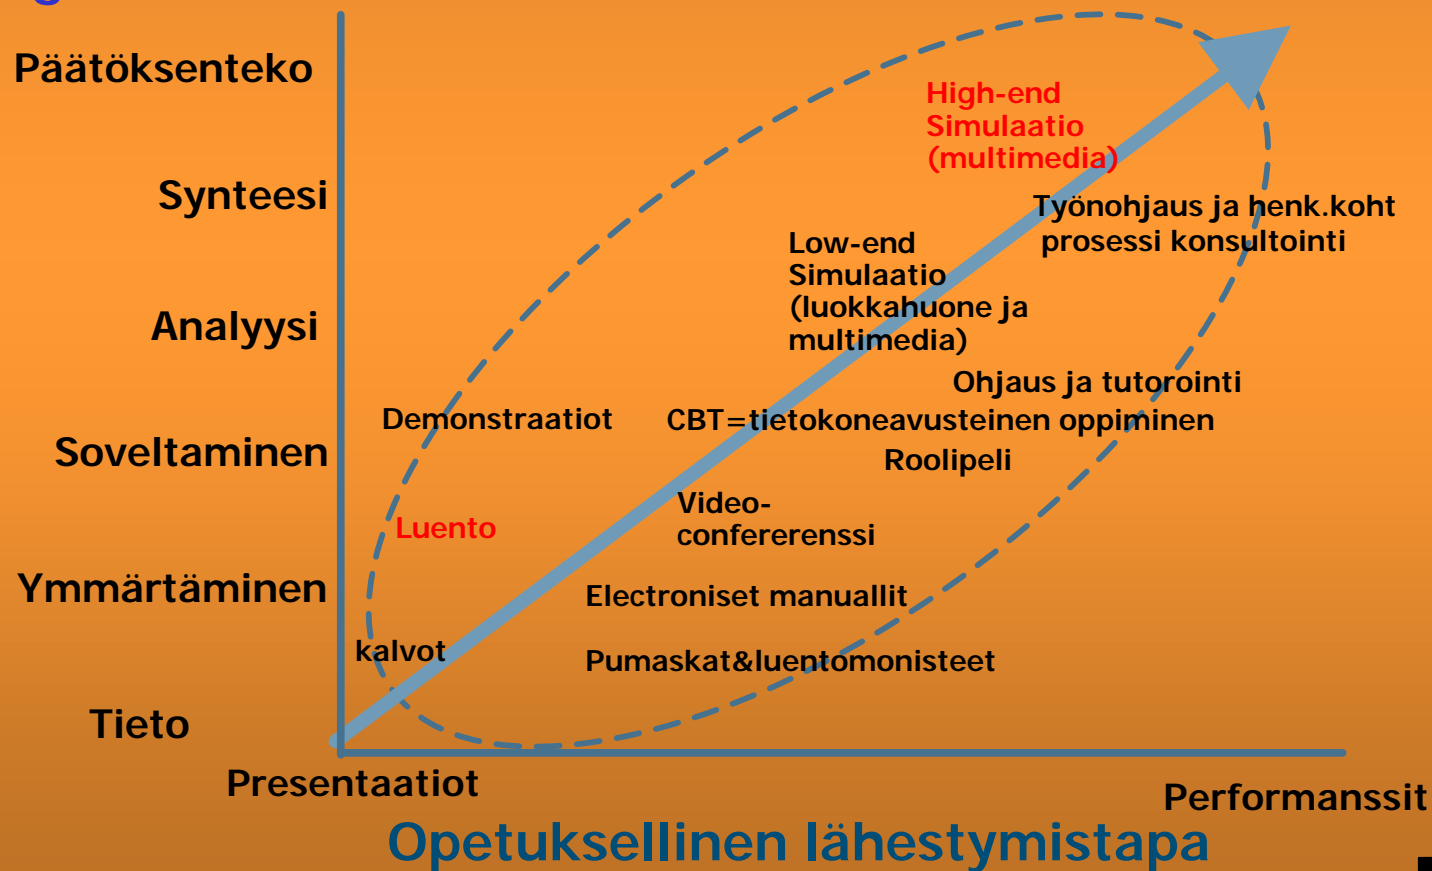 Päätöksenteko
High-end
Simulaatio
(multimedia)
Synteesi
Työnohjaus ja henk.koht
prosessi konsultointi
Low-end
Simulaatio
(luokkahuone ja
multimedia)
Analyysi
Ohjaus ja tutorointi
Demonstraatiot
CBT=tietokoneavusteinen oppiminen
Soveltaminen
Roolipeli
Video-
confererenssi
Luento
Ymmärtäminen
Electroniset manuallit
kalvot
Pumaskat&luentomonisteet
Tieto
Presentaatiot
Performanssit
Opetuksellinen lähestymistapa